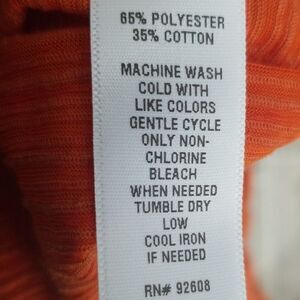 65% POLYESTER
35% COTTON
MACHINE WASH
COLD WITH
LIKE COLORS
GENTLE CYCLE
ONLY NON-
CHLORINE
BLEACH
WHEN NEEDED
TUMBLE DRY
LOW
COOL IRON
IF NEEDED
RN# 92608